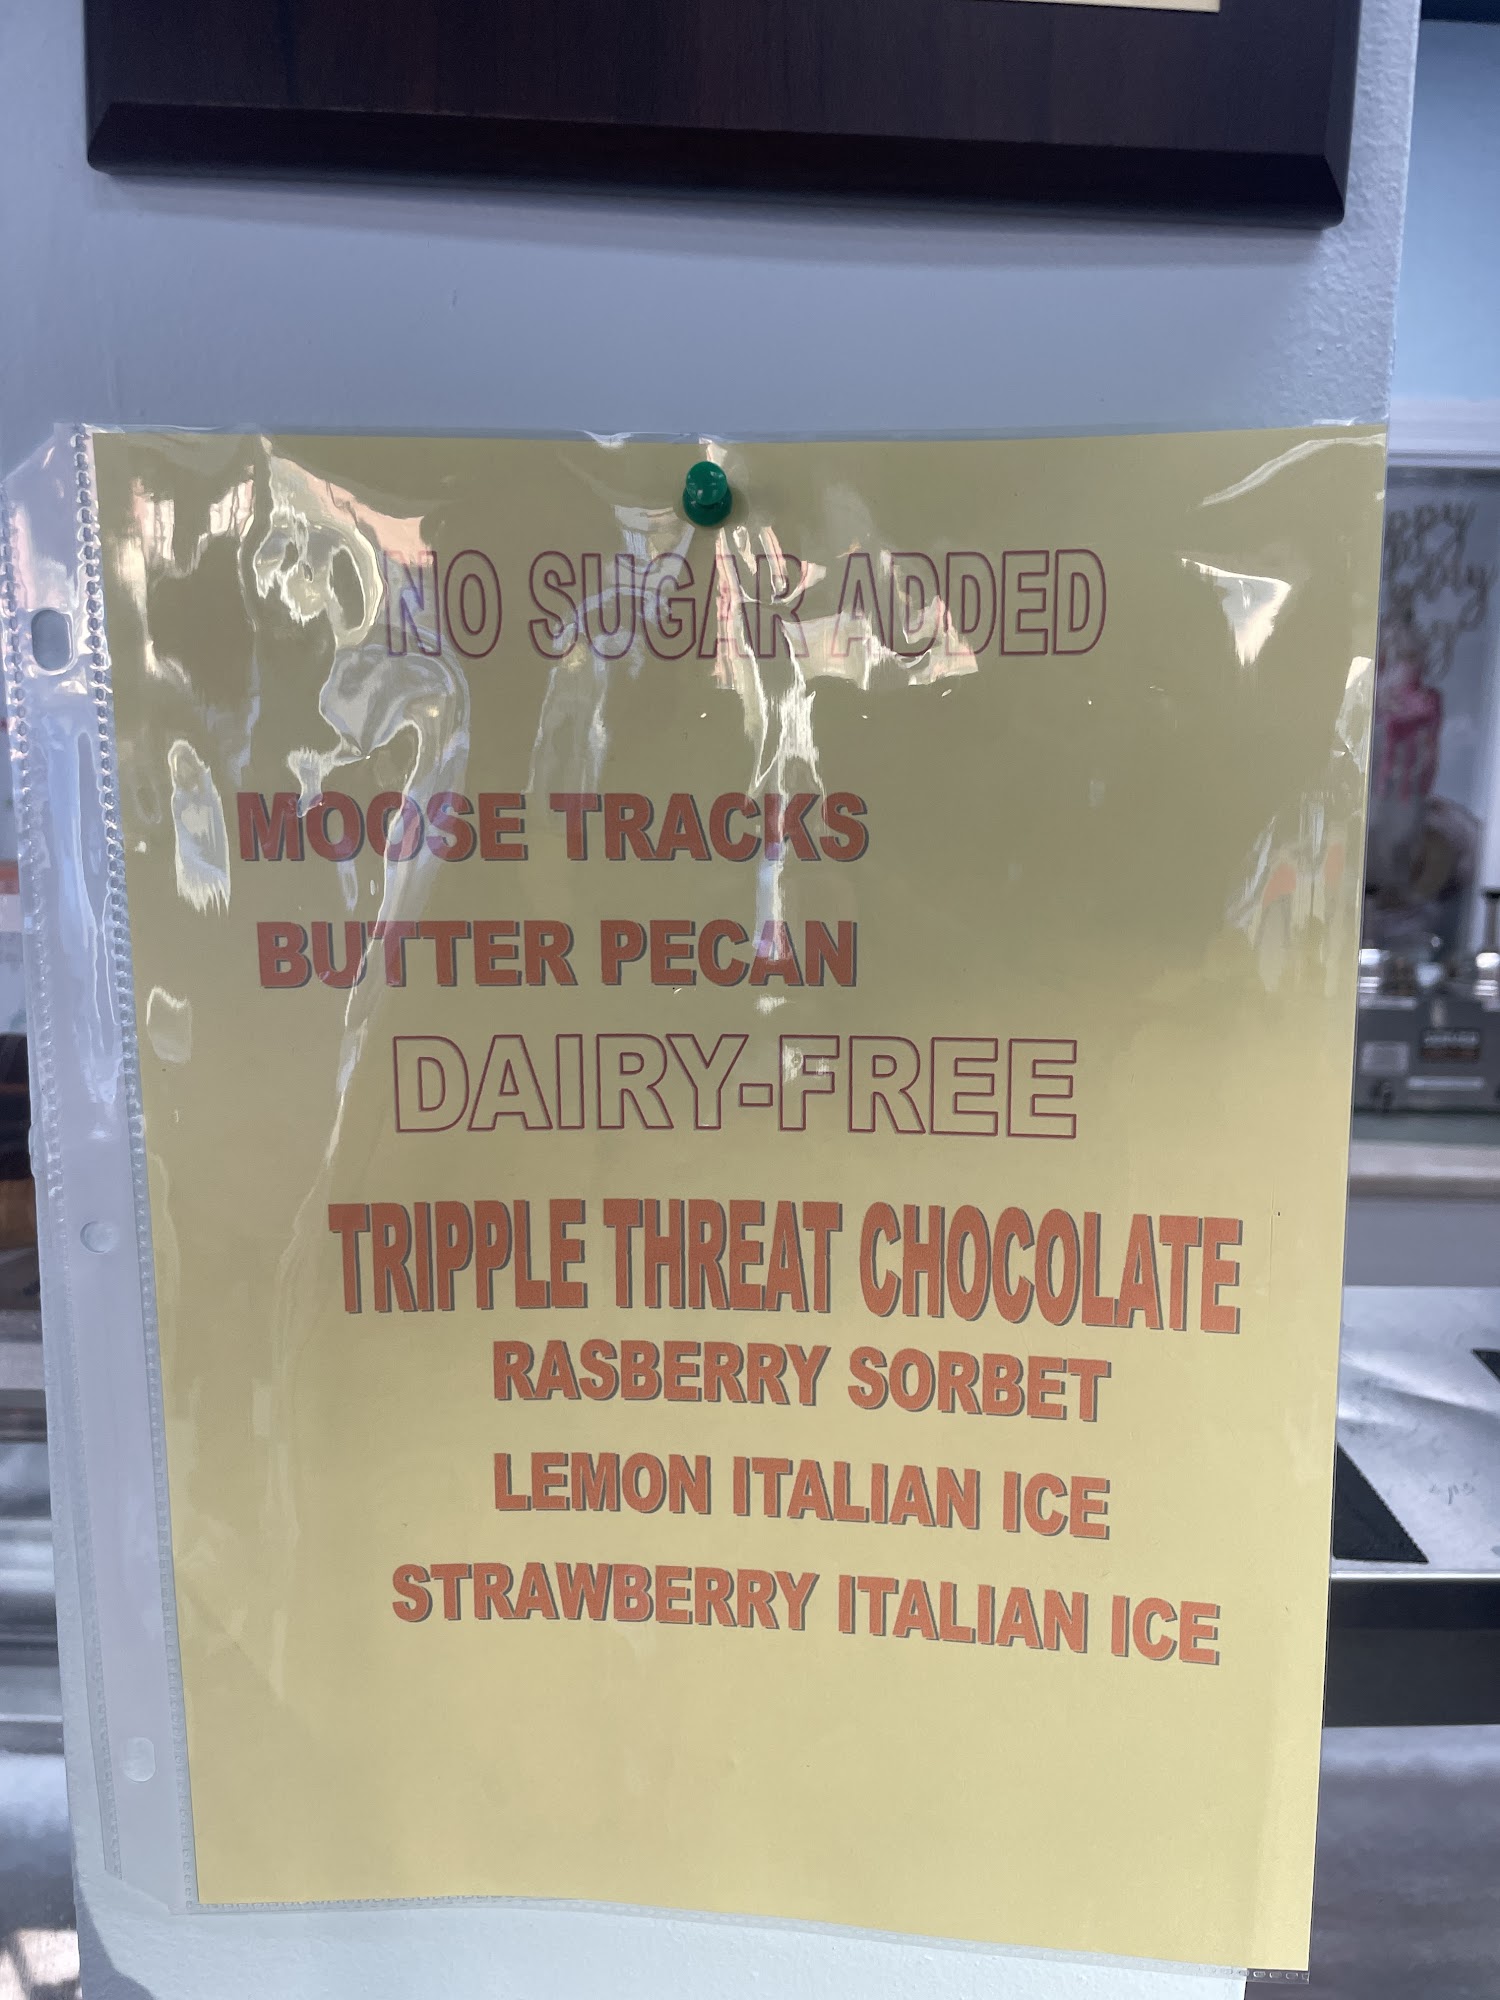 NO SUGAR ADDED
MOOSE TRACKS
BUTTER PECAN
DAIRY-FREE
TRIPPLE THREAT CHOCOLATE
RASBERRY SORBET
LEMON ITALIAN ICE
STRAWBERRY ITALIAN ICE